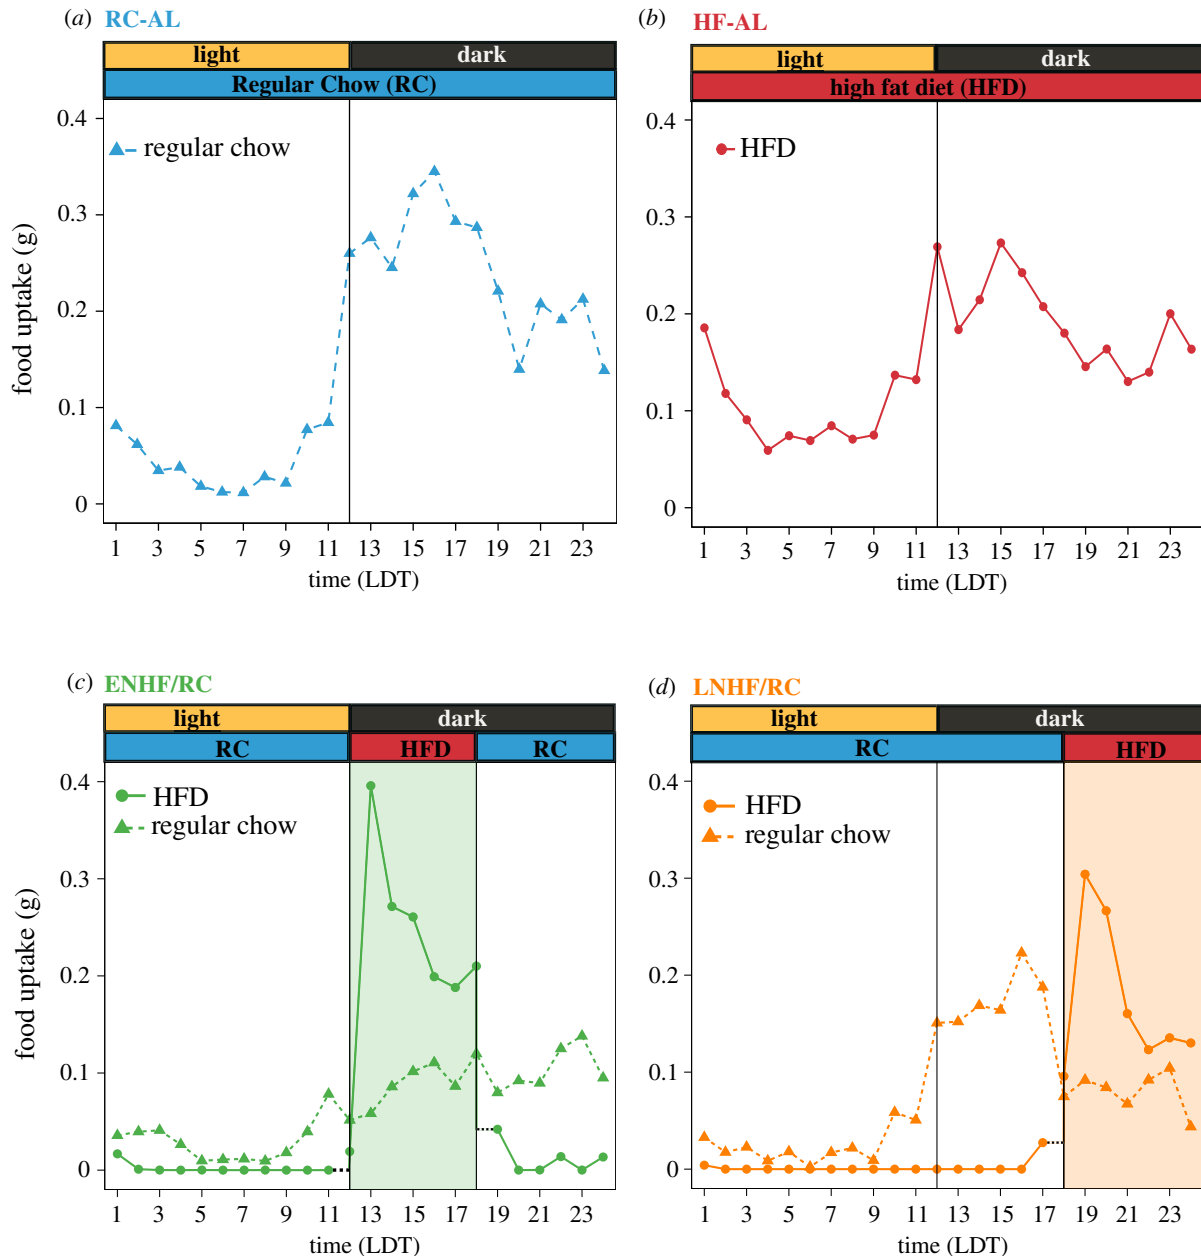 (a) RC-AL
light dark
Regular Chow (RC)
regular chow
food uptake (g)
0.4
0.3
0.2
0.1
0
1 3 5 7 9 11 13 15 17 19 21 23
time (LDT)
(b) HF-AL
light dark
high fat diet (HFD)
HFD
0.4
0.3
0.2
0.1
0
1 3 5 7 9 11 13 15 17 19 21 23
time (LDT)
(c) ENHF/RC
light dark
RC HFD RC
HFD
regular chow
food uptake (g)
0.4
0.3
0.2
0.1
0
1 3 5 7 9 11 13 15 17 19 21 23
time (LDT)
(d) LNHF/RC
light dark
RC HFD
HFD
regular chow
0.4
0.3
0.2
0.1
0
1 3 5 7 9 11 13 15 17 19 21 23
time (LDT)